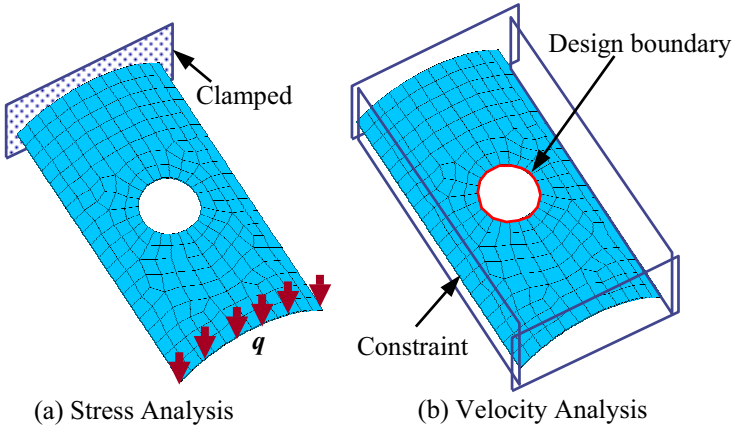 Design boundary
Clamped
Constraint
q
(a) Stress Analysis
(b) Velocity Analysis